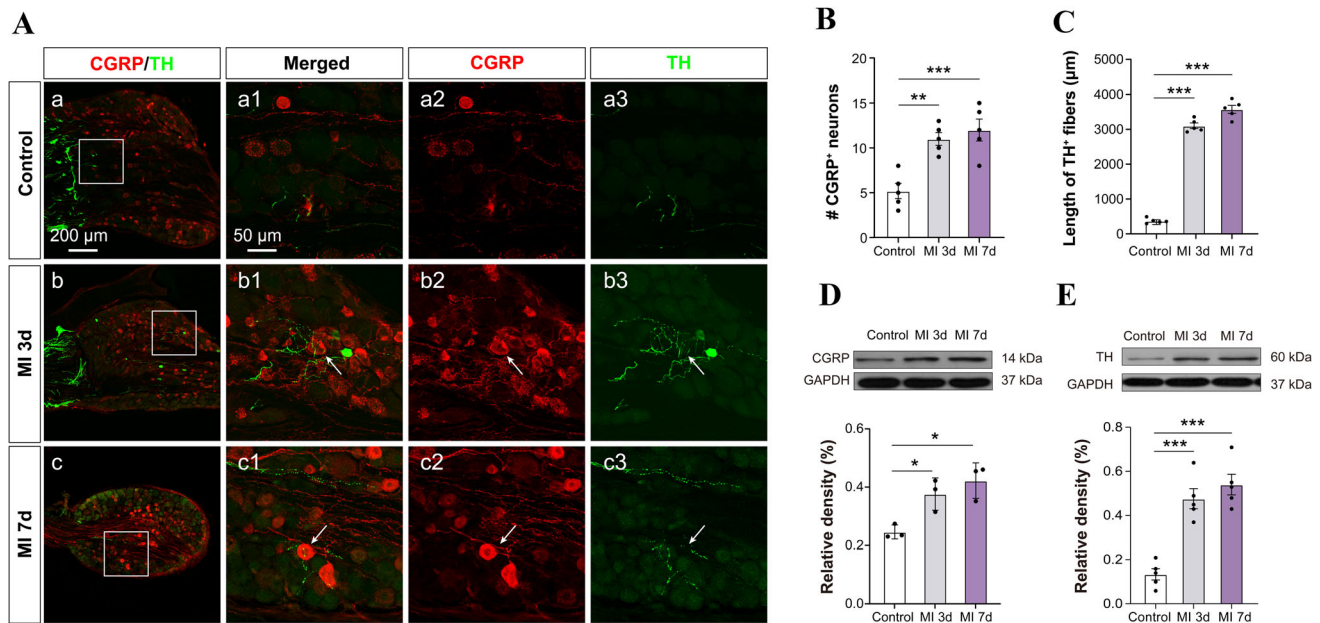 A
CGRP/TH
Merged
CGRP
TH
Control
a
200 µm
a1
50 µm
a2
a3
MI 3d
b
b1
b2
b3
MI 7d
c
c1
c2
c3
B
# CGRP⁺ neurons
20
15
10
5
0
**
***
Control MI 3d MI 7d
C
Length of TH⁺ fibers (µm)
5000
4000
3000
2000
1000
0
***
***
Control MI 3d MI 7d
D
Control MI 3d MI 7d
CGRP 14 kDa
GAPDH 37 kDa
Relative density (%)
0.6
0.4
0.2
0.0
*
*
Control MI 3d MI 7d
E
Control MI 3d MI 7d
TH 60 kDa
GAPDH 37 kDa
Relative density (%)
0.8
0.6
0.4
0.2
0.0
***
***
Control MI 3d MI 7d